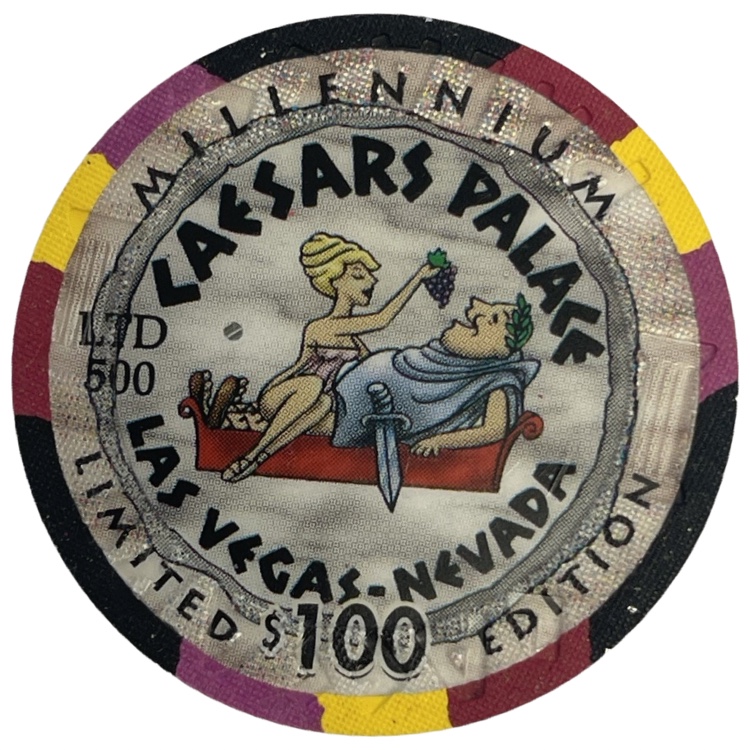 MILLENNIUM
CAESARS PALACE
LTD
500
LAS VEGAS-NEVADA
LIMITED $100 EDITION